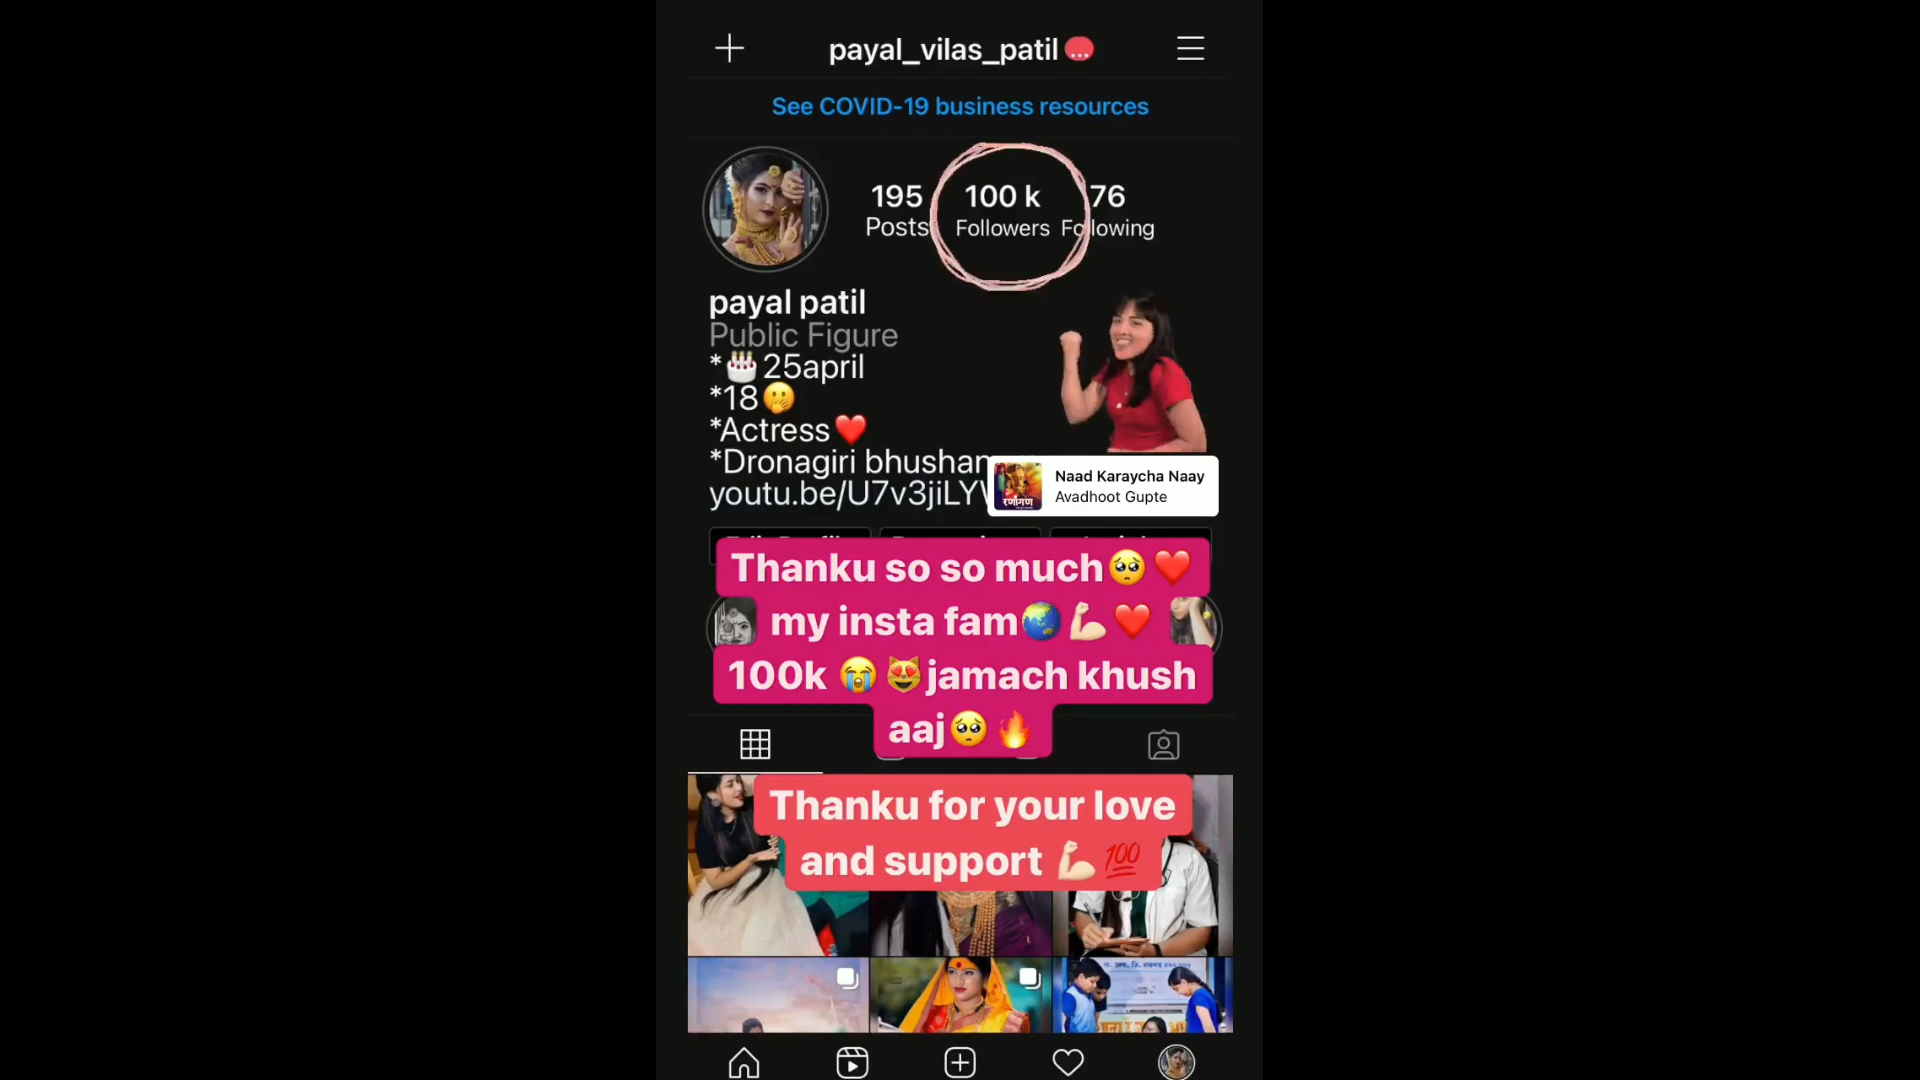 payal_vilas_patil
See COVID-19 business resources
195 100 k 76
Posts Followers Following
payal patil
Public Figure
*🎂25april
*18🤭
*Actress❤️
*Dronagiri bhushan
youtu.be/U7v3jiLY
रणांगण
Naad Karaycha Naay
Avadhoot Gupte
Thanku so so much🥺❤️
my insta fam🌏💪🏻❤️
100k 😭😻jamach khush
aaj🥺🔥
Thanku for your love
and support 💪🏻💯